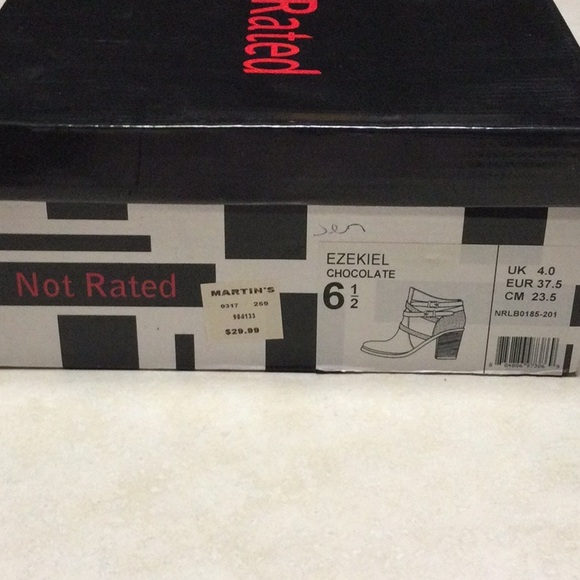 Rated
Not Rated
MARTIN'S
0317 260
$29.99
EZEKIEL
CHOCOLATE
6 1/2
UK 4.0
EUR 37.5
CM 23.5
NRLB0185-201